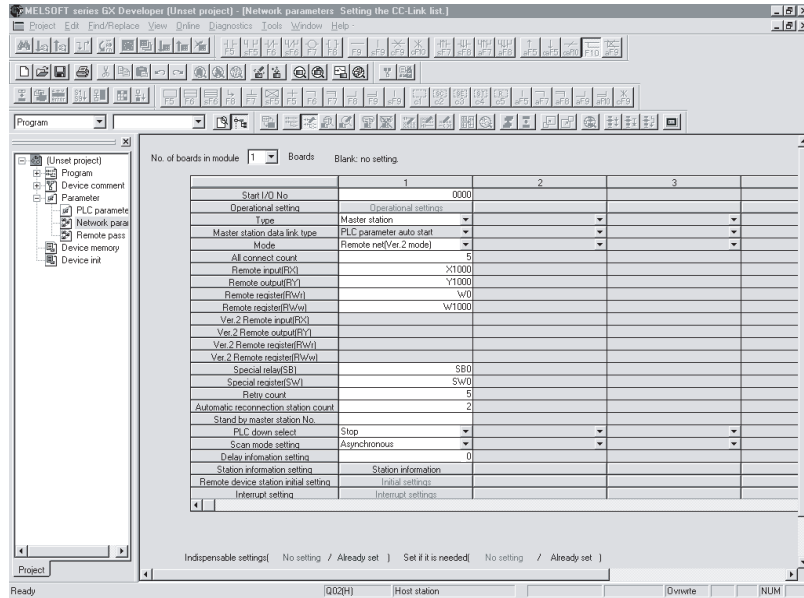 MELSOFT series GX Developer (Unset project) - [Network parameters Setting the CC-Link list.]
Project Edit Find/Replace View Online Diagnostics Tools Window Help -
Program
No. of boards in module 1 Boards Blank: no setting.
(Unset project)
Program
Device comment
Parameter
PLC paramete
Network para
Remote pass
Device memory
Device init
Project
1 2 3
Start I/O No 0000
Operational setting Operational settings
Type Master station
Master station data link type PLC parameter auto start
Mode Remote net(Ver.2 mode)
All connect count 5
Remote input(RX) X1000
Remote output(RY) Y1000
Remote register(RWr) W0
Remote register(RWw) W1000
Ver.2 Remote input(RX)
Ver.2 Remote output(RY)
Ver.2 Remote register(RWr)
Ver.2 Remote register(RWw)
Special relay(SB) SB0
Special register(SW) SW0
Retry count 5
Automatic reconnection station count 2
Stand by master station No.
PLC down select Stop
Scan mode setting Asynchronous
Delay infomation setting 0
Station information setting Station information
Remote device station initial setting Initial settings
Interrupt setting Interrupt settings
Indispensable settings( No setting / Already set ) Set if it is needed( No setting / Already set )
Ready Q02(H) Host station Ovrwrte NUM